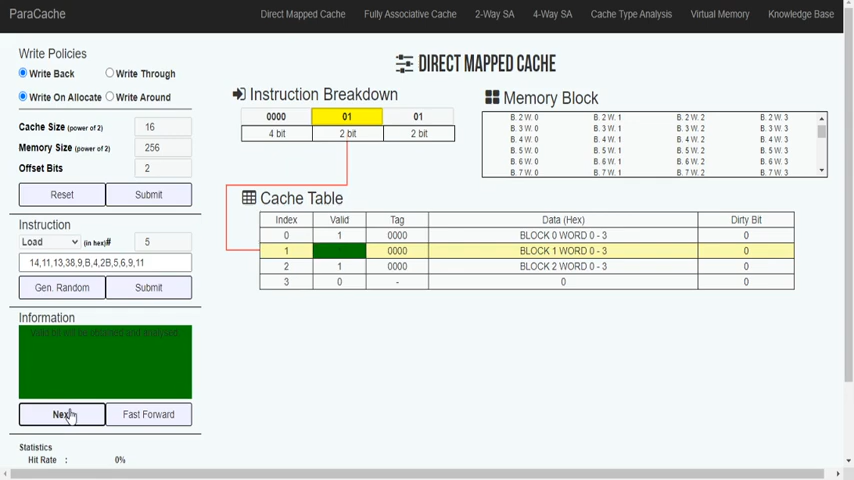 ParaCache
Direct Mapped Cache Fully Associative Cache 2-Way SA 4-Way SA Cache Type Analysis Virtual Memory Knowledge Base
Write Policies
Write Back Write Through
Write On Allocate Write Around
Cache Size (power of 2) 16
Memory Size (power of 2) 256
Offset Bits 2
Reset Submit
Instruction
Load (in hex)# 5
14,11,13,38,9,B,4,2B,5,6,9,11
Gen. Random Submit
Information
Next Fast Forward
Statistics
Hit Rate : 0%
DIRECT MAPPED CACHE
Instruction Breakdown
0000 01 01
4 bit 2 bit 2 bit
Memory Block
B. 2 W. 0 B. 2 W. 1 B. 2 W. 2 B. 2 W. 3
B. 3 W. 0 B. 3 W. 1 B. 3 W. 2 B. 3 W. 3
B. 4 W. 0 B. 4 W. 1 B. 4 W. 2 B. 4 W. 3
B. 5 W. 0 B. 5 W. 1 B. 5 W. 2 B. 5 W. 3
B. 6 W. 0 B. 6 W. 1 B. 6 W. 2 B. 6 W. 3
B. 7 W. 0 B. 7 W. 1 B. 7 W. 2 B. 7 W. 3
Cache Table
Index Valid Tag Data (Hex) Dirty Bit
0 1 0000 BLOCK 0 WORD 0 - 3 0
1 0000 BLOCK 1 WORD 0 - 3 0
2 1 0000 BLOCK 2 WORD 0 - 3 0
3 0 - 0 0